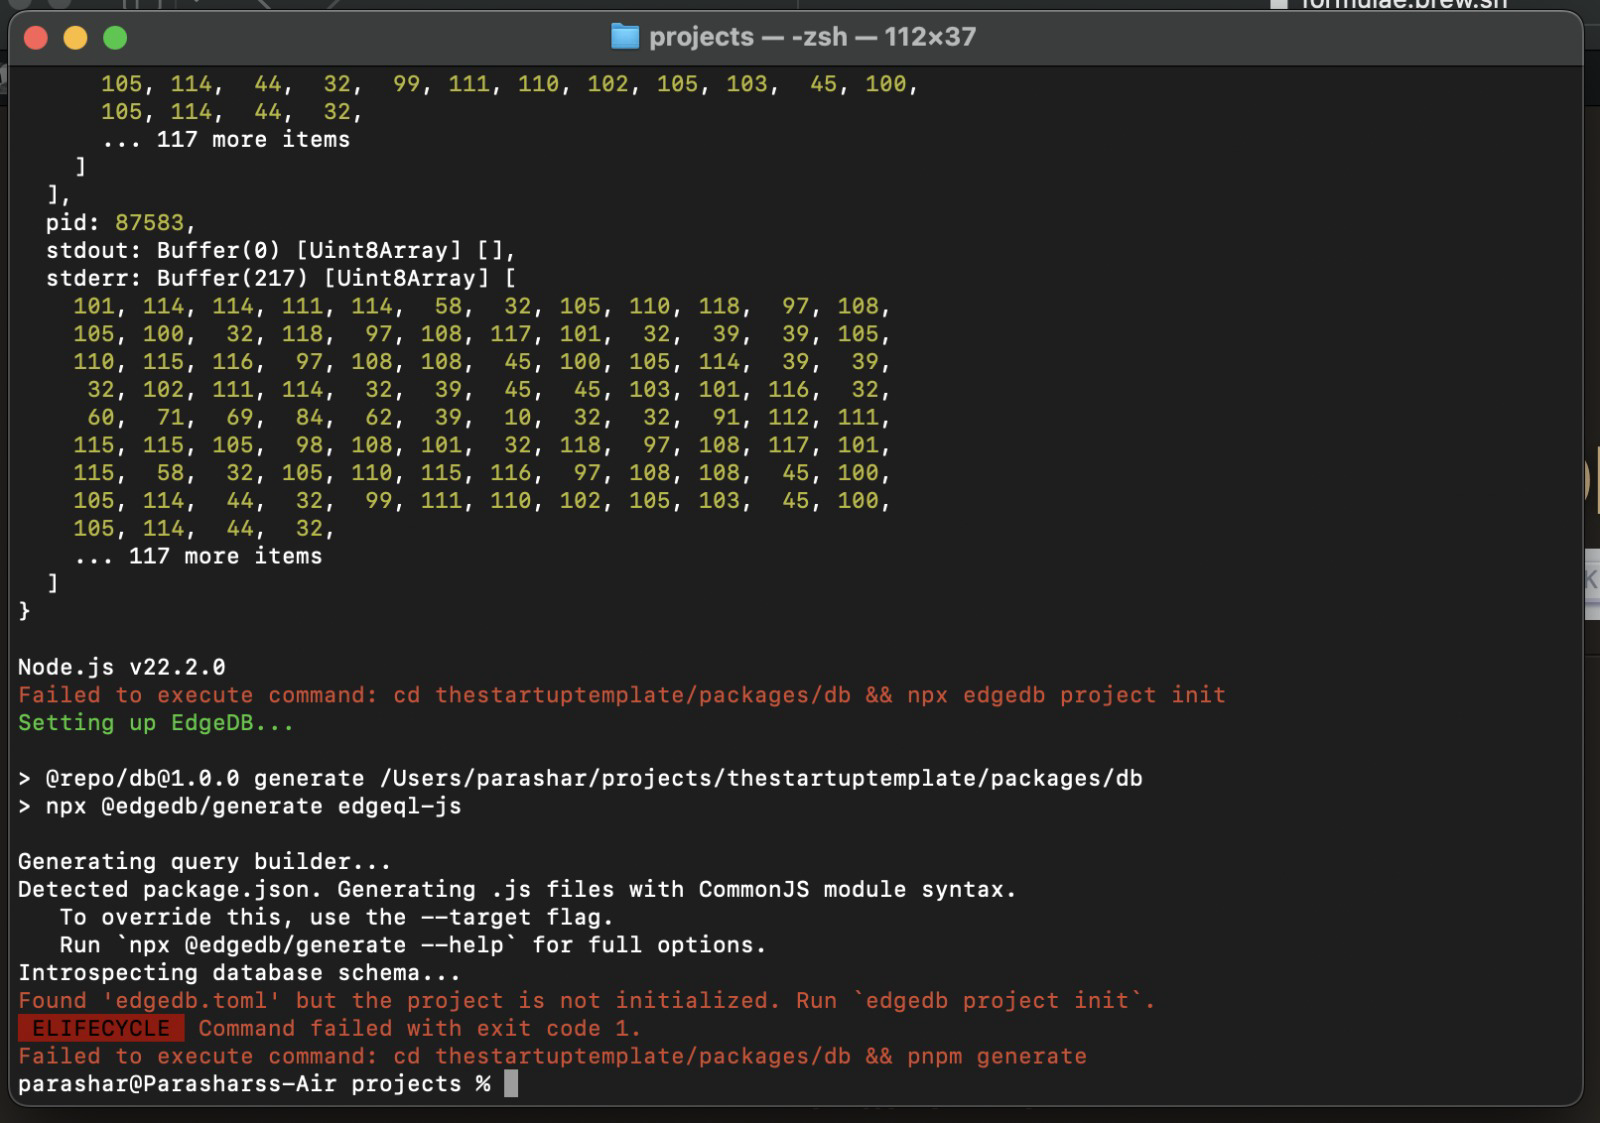 formulae.brew.sh
projects — -zsh — 112×37
105, 114,  44,  32,  99, 111, 110, 102, 105, 103,  45, 100,
105, 114,  44,  32,
... 117 more items
]
],
pid: 87583,
stdout: Buffer(0) [Uint8Array] [],
stderr: Buffer(217) [Uint8Array] [
101, 114, 114, 111, 114,  58,  32, 105, 110, 118,  97, 108,
105, 100,  32, 118,  97, 108, 117, 101,  32,  39,  39, 105,
110, 115, 116,  97, 108, 108,  45, 100, 105, 114,  39,  39,
32, 102, 111, 114,  32,  39,  45,  45, 103, 101, 116,  32,
60,  71,  69,  84,  62,  39,  10,  32,  32,  91, 112, 111,
115, 115, 105,  98, 108, 101,  32, 118,  97, 108, 117, 101,
115,  58,  32, 105, 110, 115, 116,  97, 108, 108,  45, 100,
105, 114,  44,  32,  99, 111, 110, 102, 105, 103,  45, 100,
105, 114,  44,  32,
... 117 more items
]
}
Node.js v22.2.0
Failed to execute command: cd thestartuptemplate/packages/db && npx edgedb project init
Setting up EdgeDB...
> @repo/db@1.0.0 generate /Users/parashar/projects/thestartuptemplate/packages/db
> npx @edgedb/generate edgeql-js
Generating query builder...
Detected package.json. Generating .js files with CommonJS module syntax.
To override this, use the --target flag.
Run `npx @edgedb/generate --help` for full options.
Introspecting database schema...
Found 'edgedb.toml' but the project is not initialized. Run `edgedb project init`.
ELIFECYCLE  Command failed with exit code 1.
Failed to execute command: cd thestartuptemplate/packages/db && pnpm generate
parashar@Parasharss-Air projects %